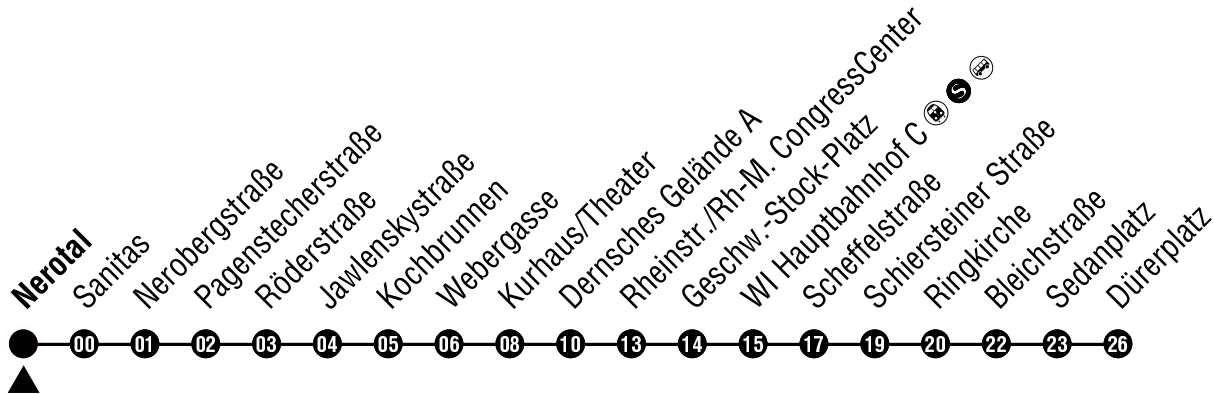 Nerotal
Sanitas
Nerobergstraße
Pagenstecherstraße
Röderstraße
Jawlenskystraße
Kochbrunnen
Webergasse
Kurhaus/Theater
Dernsches Gelände A
Rheinstr./Rh-M. CongressCenter
Geschw.-Stock-Platz
WI Hauptbahnhof C S
Scheffelstraße
Schiersteiner Straße
Ringkirche
Bleichstraße
Sedanplatz
Dürerplatz
00 01 02 03 04 05 06 08 10 13 14 15 17 19 20 22 23 26